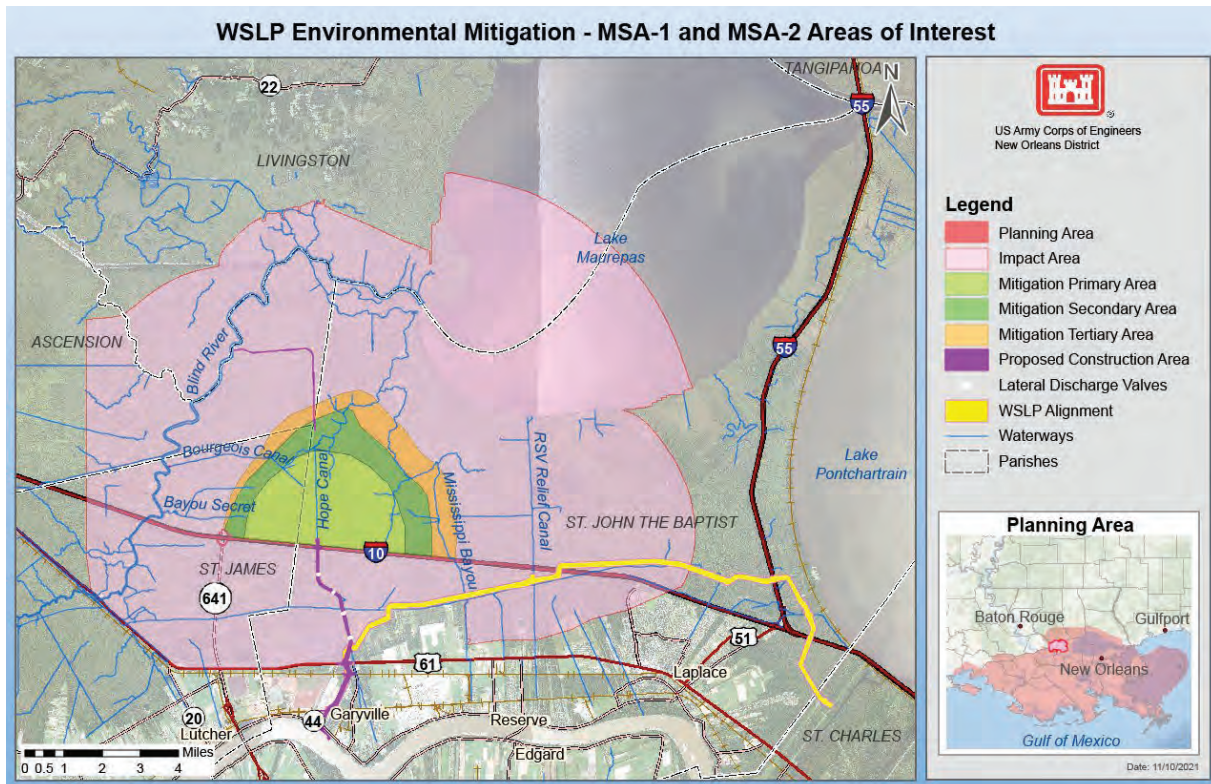 WSLP Environmental Mitigation - MSA-1 and MSA-2 Areas of Interest
TANGIPAHOA
N
22
55
LIVINGSTON
Lake
Maurepas
ASCENSION
Blind River
55
Bourgeois Canal
Hope Canal
Bayou Secret
Mississippi Bayou
RSV Relief Canal
Lake
Pontchartrain
ST. JOHN THE BAPTIST
10
ST. JAMES
641
51
61
Laplace
20
Lutcher
44
Garyville
Reserve
Edgard
ST. CHARLES
Miles
0 0.5 1 2 3 4
US Army Corps of Engineers
New Orleans District
Legend
Planning Area
Impact Area
Mitigation Primary Area
Mitigation Secondary Area
Mitigation Tertiary Area
Proposed Construction Area
Lateral Discharge Valves
WSLP Alignment
Waterways
Parishes
Planning Area
Baton Rouge
Gulfport
New Orleans
Gulf of Mexico
Date: 11/10/2021